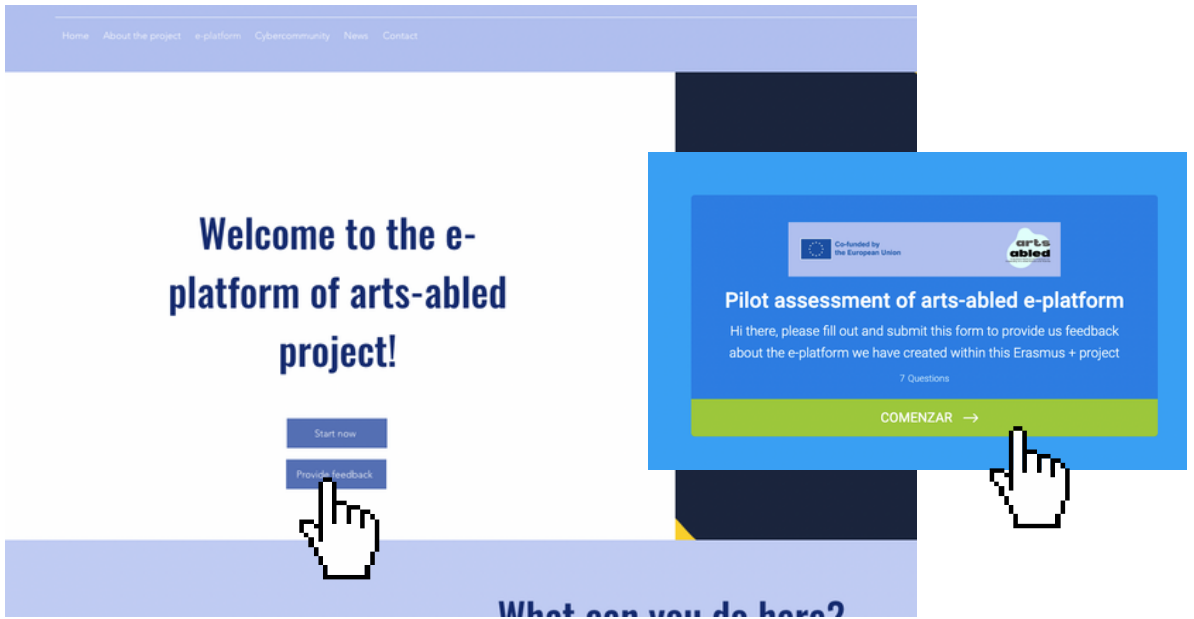 Home About the project e-platform Cybercommunity News Contact
Welcome to the e-
platform of arts-abled
project!
Start now
Provide feedback
What can you do here?
Co-funded by
the European Union
arts
abled
Pilot assessment of arts-abled e-platform
Hi there, please fill out and submit this form to provide us feedback
about the e-platform we have created within this Erasmus + project
7 Questions
COMENZAR →